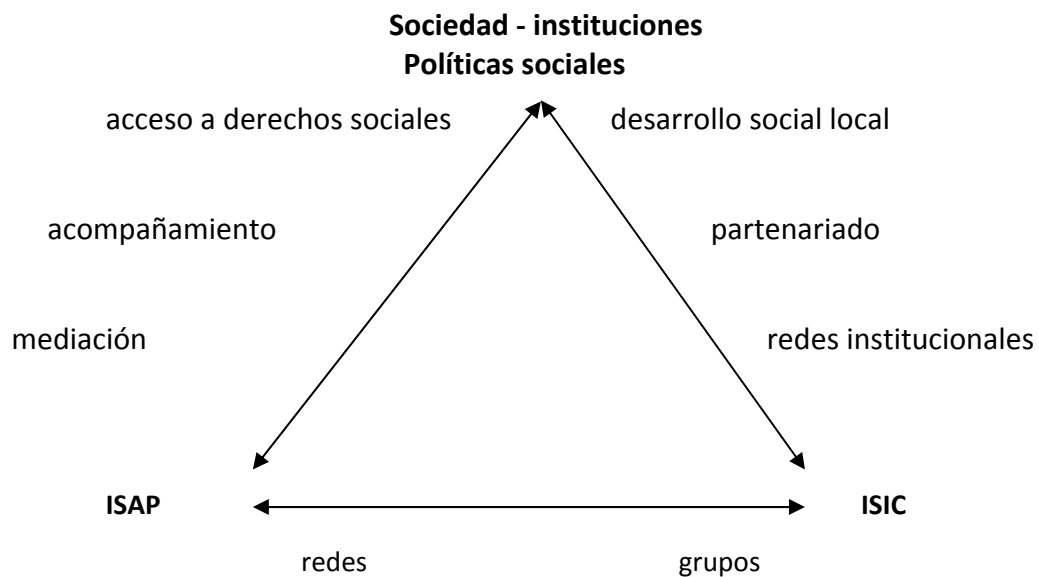 Sociedad - instituciones
Políticas sociales
acceso a derechos sociales
desarrollo social local
acompañamiento
partenariado
mediación
redes institucionales
ISAP
ISIC
redes
grupos